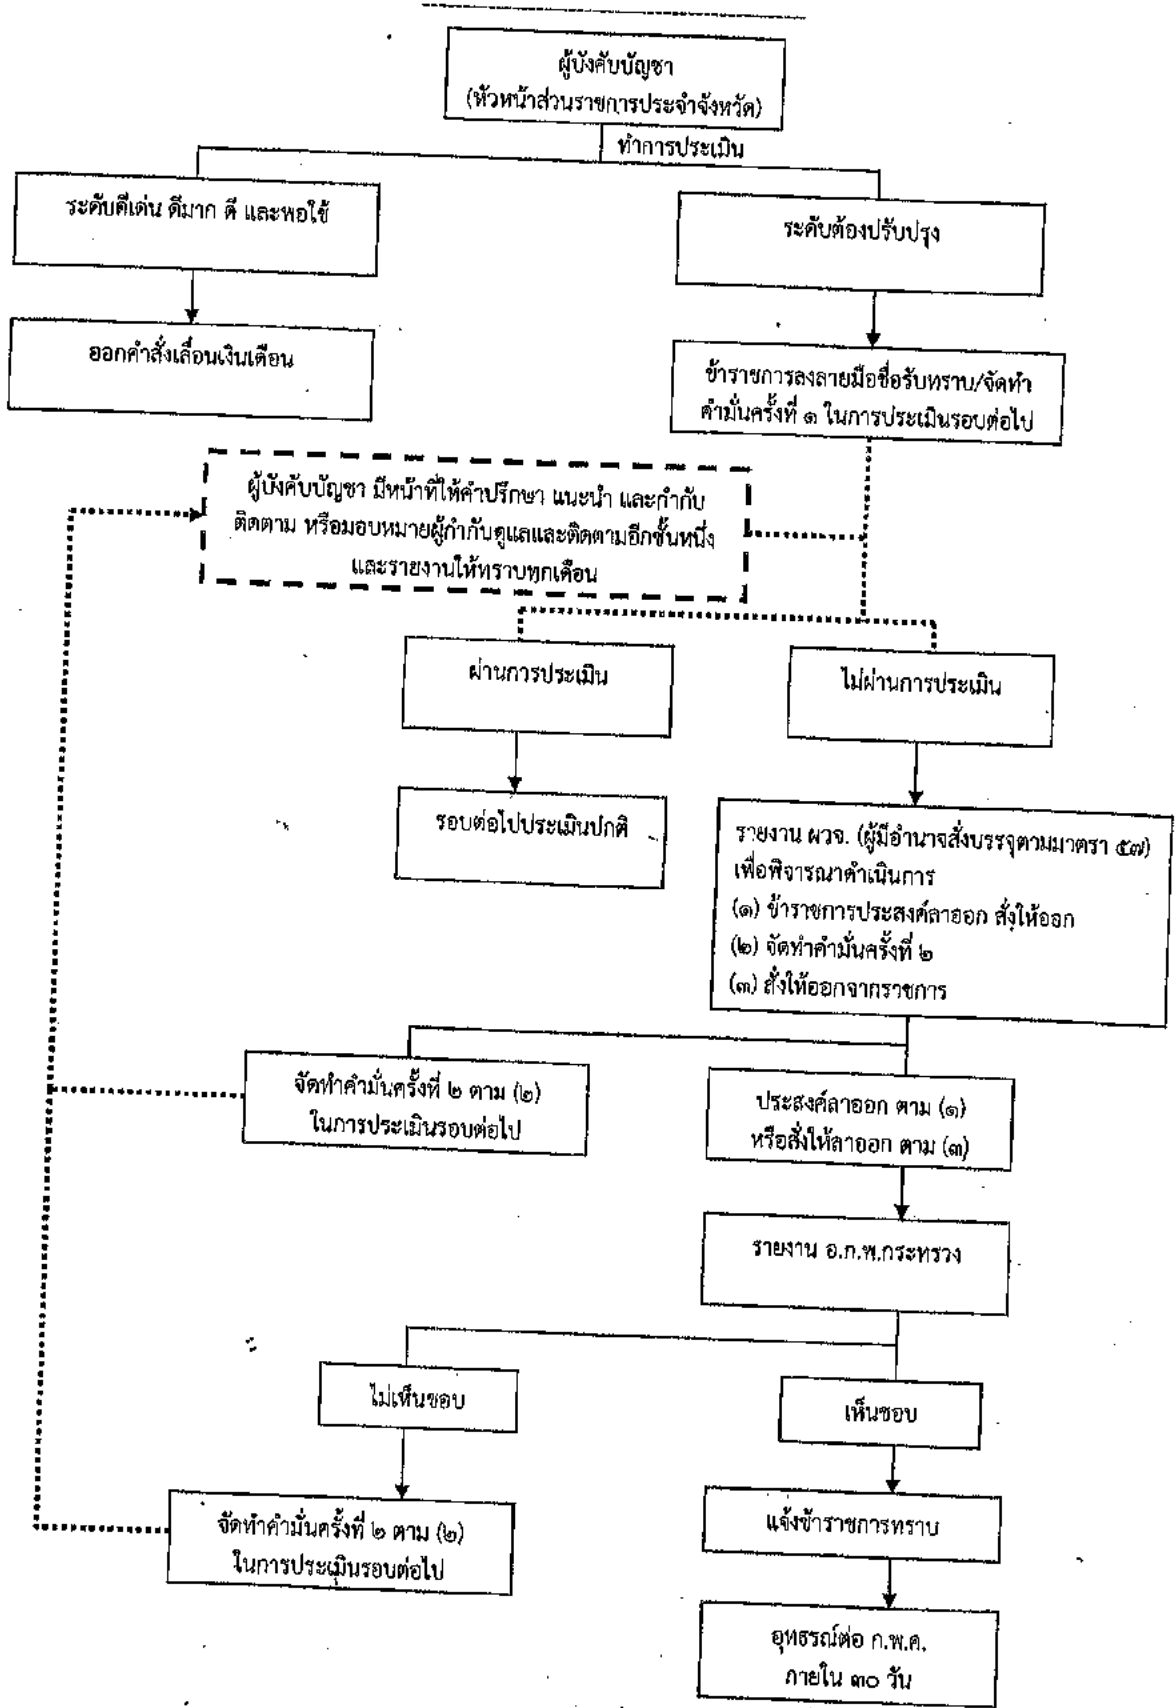 ผู้บังคับบัญชา
(หัวหน้าส่วนราชการประจำจังหวัด)
ทำการประเมิน
ระดับดีเด่น ดีมาก ดี และพอใช้
ระดับต้องปรับปรุง
ออกคำสั่งเลื่อนเงินเดือน
ข้าราชการลงลายมือชื่อรับทราบ/จัดทำ
คำมั่นครั้งที่ ๑ ในการประเมินรอบต่อไป
ผู้บังคับบัญชา มีหน้าที่ให้คำปรึกษา แนะนำ และกำกับ
ติดตาม หรือมอบหมายผู้กำกับดูแลและติดตามอีกชั้นหนึ่ง
และรายงานให้ทราบทุกเดือน
ผ่านการประเมิน
ไม่ผ่านการประเมิน
รอบต่อไปประเมินปกติ
รายงาน ผวจ. (ผู้มีอำนาจสั่งบรรจุตามมาตรา ๕๗)
เพื่อพิจารณาดำเนินการ
(๑) ข้าราชการประสงค์ลาออก สั่งให้ออก
(๒) จัดทำคำมั่นครั้งที่ ๒
(๓) สั่งให้ออกจากราชการ
จัดทำคำมั่นครั้งที่ ๒ ตาม (๒)
ในการประเมินรอบต่อไป
ประสงค์ลาออก ตาม (๑)
หรือสั่งให้ลาออก ตาม (๓)
รายงาน อ.ก.พ.กระทรวง
ไม่เห็นชอบ
เห็นชอบ
จัดทำคำมั่นครั้งที่ ๒ ตาม (๒)
ในการประเมินรอบต่อไป
แจ้งข้าราชการทราบ
อุทธรณ์ต่อ ก.พ.ค.
ภายใน ๓๐ วัน